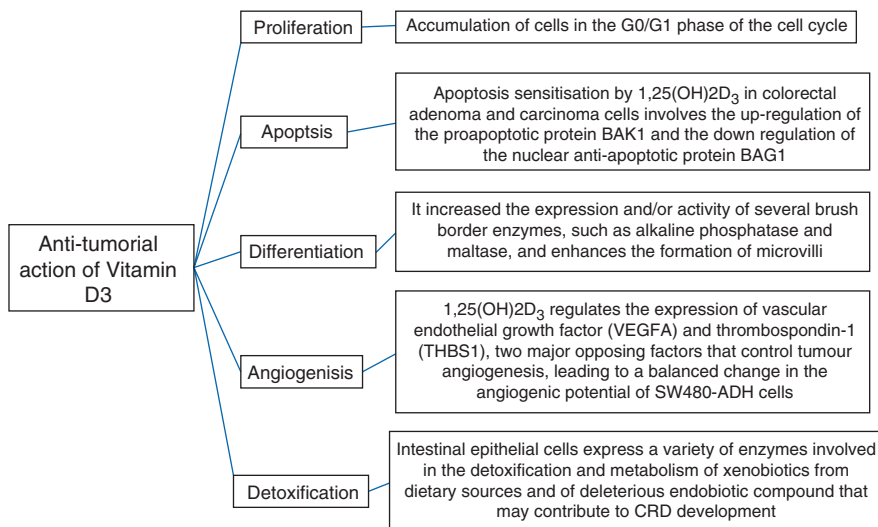 Anti-tumorial
action of Vitamin
D3
Proliferation
Accumulation of cells in the G0/G1 phase of the cell cycle
Apoptsis
Apoptosis sensitisation by 1,25(OH)2D₃ in colorectal
adenoma and carcinoma cells involves the up-regulation of
the proapoptotic protein BAK1 and the down regulation of
the nuclear anti-apoptotic protein BAG1
Differentiation
It increased the expression and/or activity of several brush
border enzymes, such as alkaline phosphatase and
maltase, and enhances the formation of microvilli
Angiogenisis
1,25(OH)2D₃ regulates the expression of vascular
endothelial growth factor (VEGFA) and thrombospondin-1
(THBS1), two major opposing factors that control tumour
angiogenesis, leading to a balanced change in the
angiogenic potential of SW480-ADH cells
Detoxification
Intestinal epithelial cells express a variety of enzymes involved
in the detoxification and metabolism of xenobiotics from
dietary sources and of deleterious endobiotic compound that
may contribute to CRD development